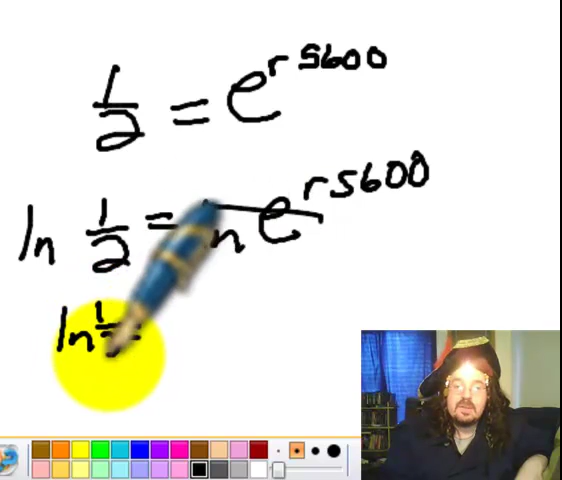 1/2 = e^r5600
ln 1/2 = ln e^r5600
ln 1/2